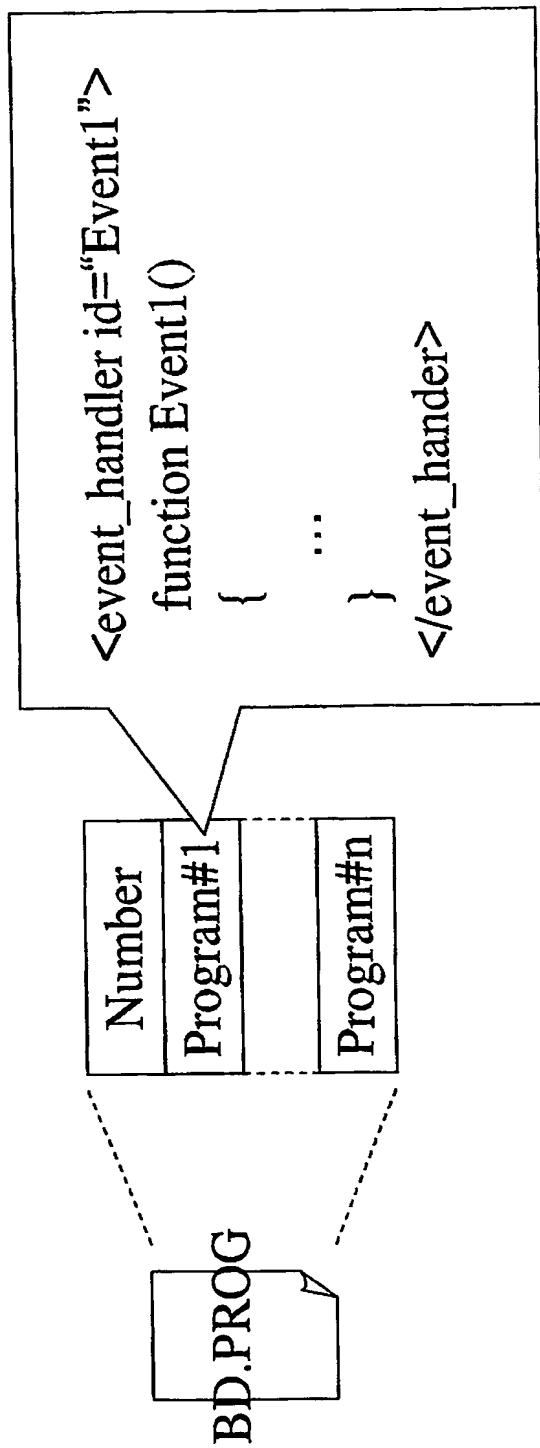 BD.PROG
Number
Program#1
Program#n
<event_handler id=“Event1”>
function Event1()
{
...
}
</event_hander>